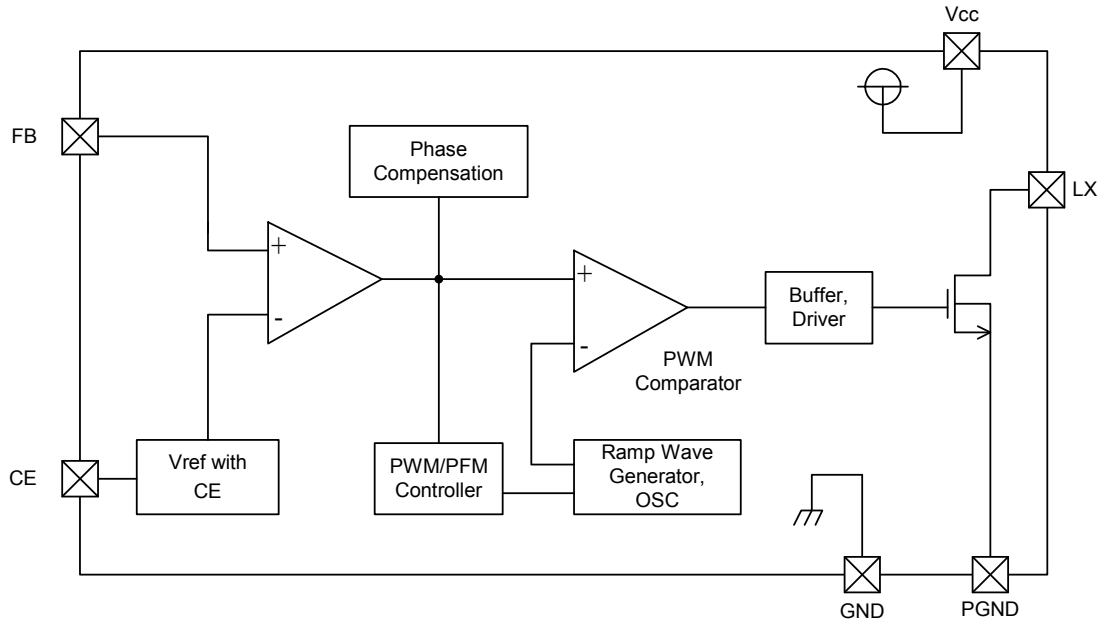 Vcc
FB
Phase
Compensation
LX
+
-
+
-
Buffer,
Driver
PWM
Comparator
CE
Vref with
CE
PWM/PFM
Controller
Ramp Wave
Generator,
OSC
GND
PGND